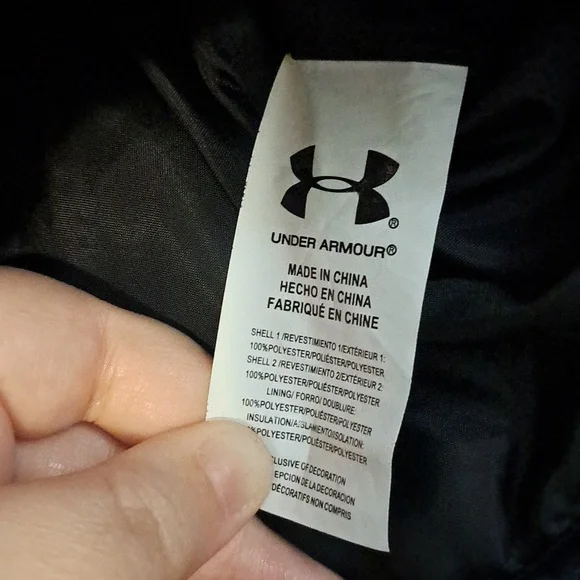 ®
UNDER ARMOUR®
MADE IN CHINA
HECHO EN CHINA
FABRIQUÉ EN CHINE
SHELL 1 /REVESTIMIENTO 1/EXTÉRIEUR 1:
100%POLYESTER/POLIÉSTER/POLYESTER
SHELL 2 /REVESTIMIENTO 2/EXTÉRIEUR 2:
100%POLYESTER/POLIÉSTER/POLYESTER
LINING/ FORRO/ DOUBLURE:
100%POLYESTER/POLIÉSTER/POLYESTER
INSULATION/AISLAMIENTO/ISOLATION:
%POLYESTER/POLIÉSTER/POLYESTER
OF DECORATION
DE LA DECORACION
DÉCORATIFS NON COMPRIS